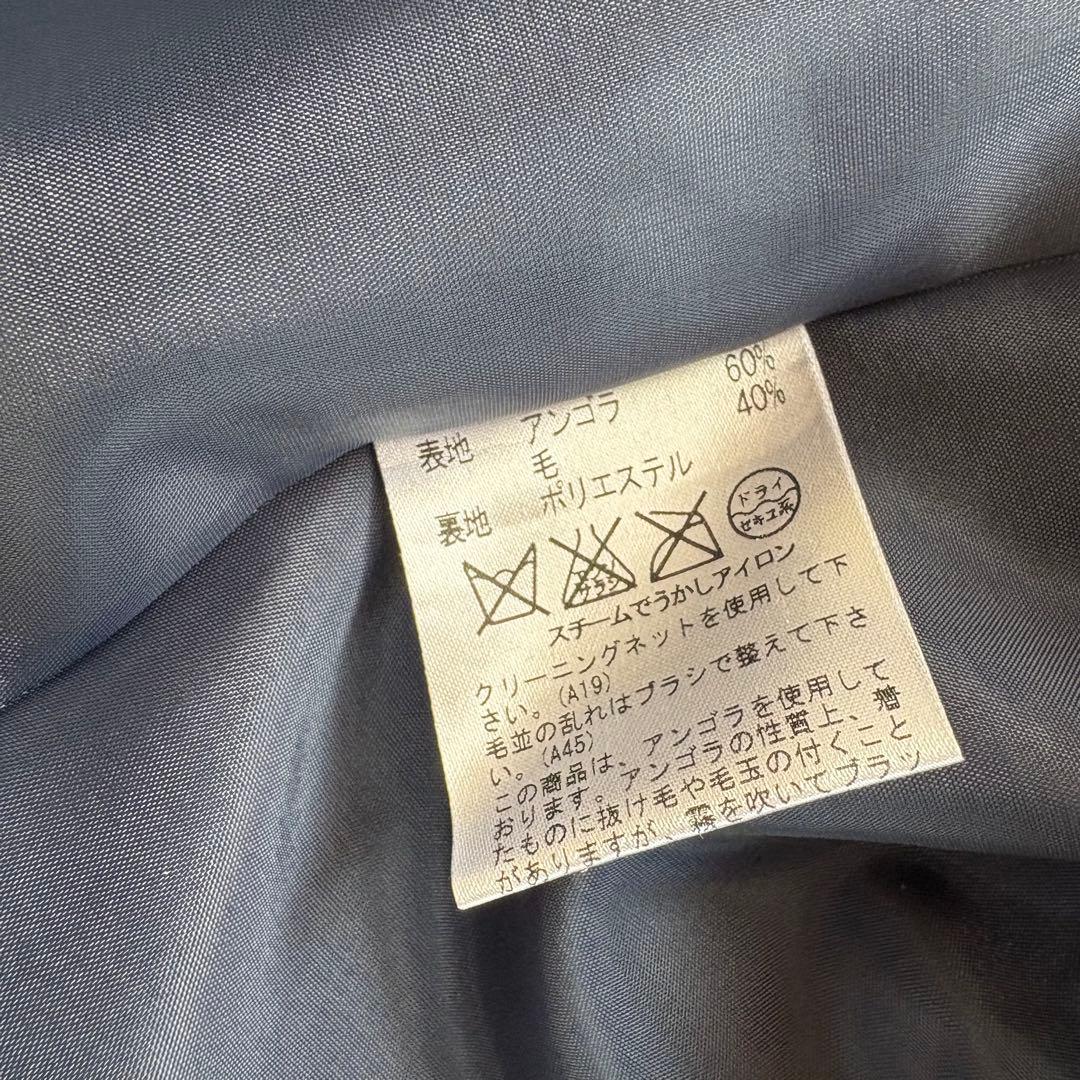 表地 アンゴラ 60%
毛 40%
裏地 ポリエステル
エンソ サラシ
ドライ
セキユ系
スチームでうかしアイロン
クリーニングネットを使用して下
さい。(A19)
毛並の乱れはブラシで整えて下さ
い。(A45)
この商品は、アンゴラを使用して
おります。アンゴラの性質上、着
たものに抜け毛や毛玉の付くこと
がありますが、霧を吹いてブラッ